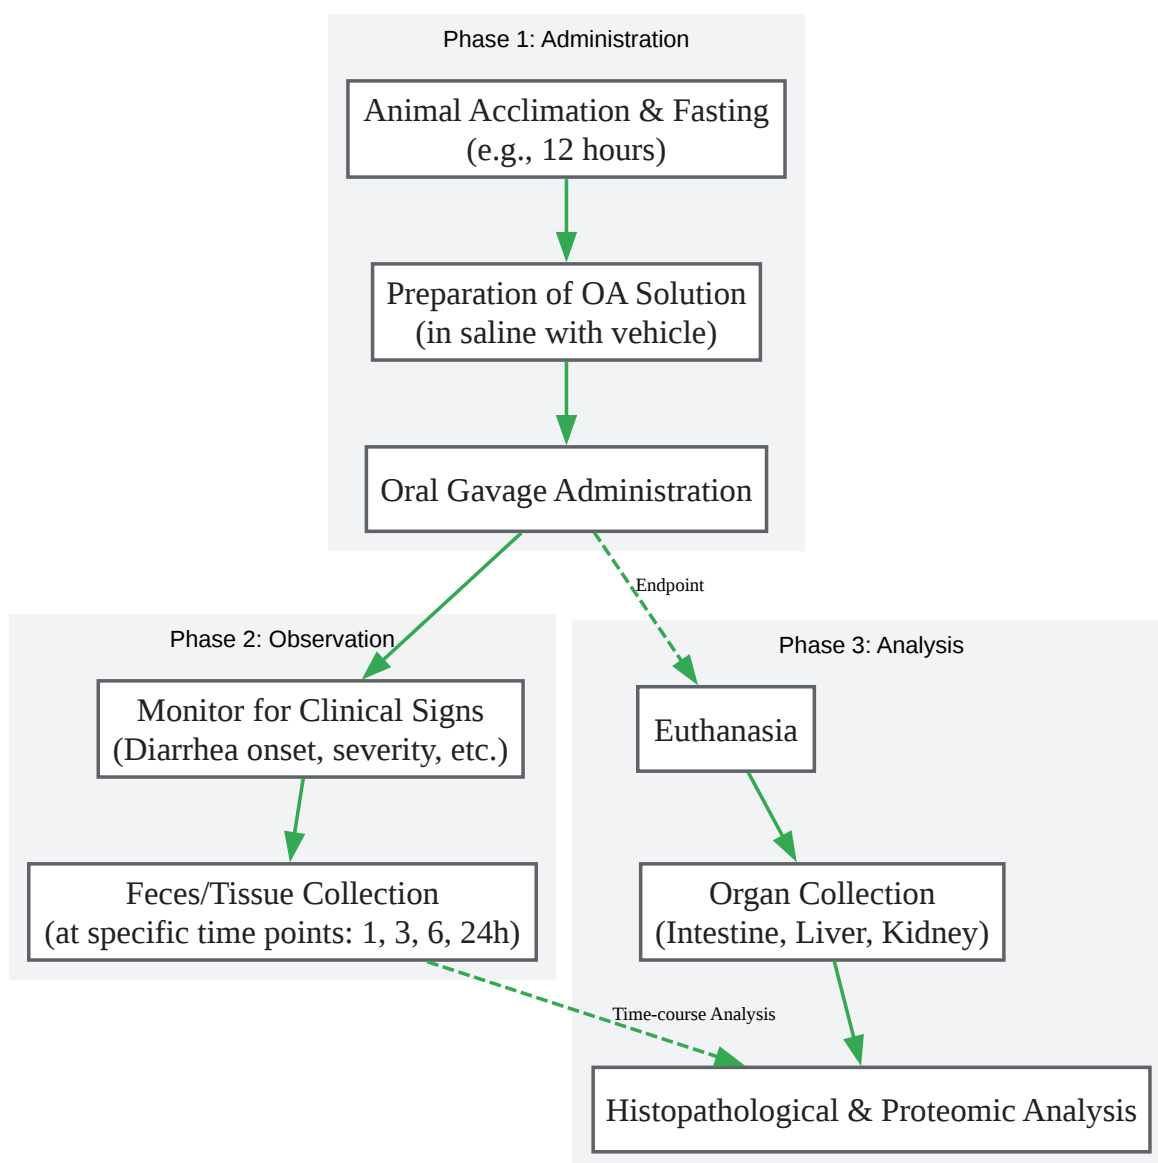 Phase 1: Administration
Animal Acclimation & Fasting
(e.g., 12 hours)
Preparation of OA Solution
(in saline with vehicle)
Oral Gavage Administration
Endpoint
Phase 2: Observation
Monitor for Clinical Signs
(Diarrhea onset, severity, etc.)
Feces/Tissue Collection
(at specific time points: 1, 3, 6, 24h)
Phase 3: Analysis
Euthanasia
Organ Collection
(Intestine, Liver, Kidney)
Time-course Analysis
Histopathological & Proteomic Analysis